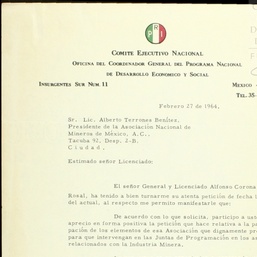 PRI
COMITE EJECUTIVO NACIONAL
OFICINA DEL COORDINADOR GENERAL DEL PROGRAMA NACIONAL
DE DESARROLLO ECONOMICO Y SOCIAL
INSURGENTES SUR NUM 11
MEXICO
TEL. 35-
Febrero 27 de 1964,
Sr. Lic. Alberto Terrones Benítez,
Presidente de la Asociación Nacional de
Mineros de México, A.C.,
Tacuba 92, Desp. 2-B,
C i u d a d ,
Estimado señor Licenciado:
El señor General y Licenciado Alfonso Corona
Rosal, ha tenido a bien turnarme su atenta petición de fecha
del actual, al respecto me permito manifestarle que:
De acuerdo con lo que solicita, participo a us
aprecio en forma positiva la petición que hace relativa a la p
pación de los elementos de esa Asociación que dignamente pre
para que intervengan en las Juntas de Programación en los as
relacionados con la Industria Minera.